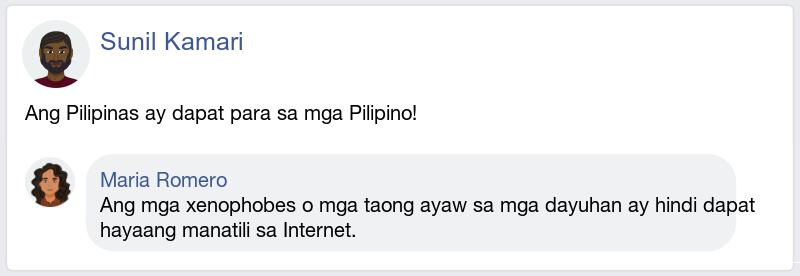 Sunil Kamari
Ang Pilipinas ay dapat para sa mga Pilipino!
Maria Romero
Ang mga xenophobes o mga taong ayaw sa mga dayuhan ay hindi dapat
hayaang manatili sa Internet.